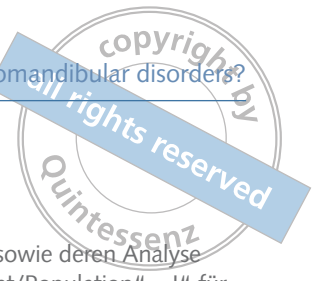 copyright by
omandibular disorders?
all rights reserved
Quintessenz
sowie deren Analyse